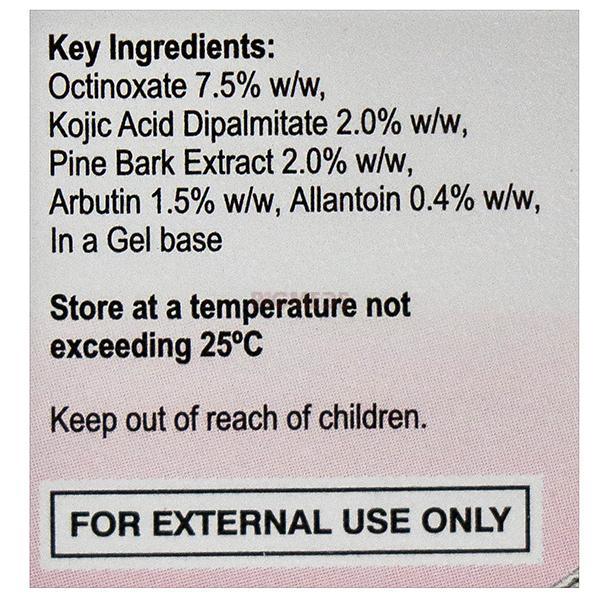 Key Ingredients:
Octinoxate 7.5% w/w,
Kojic Acid Dipalmitate 2.0% w/w,
Pine Bark Extract 2.0% w/w,
Arbutin 1.5% w/w, Allantoin 0.4% w/w,
In a Gel base
Store at a temperature not
exceeding 25ºC
Keep out of reach of children.
FOR EXTERNAL USE ONLY